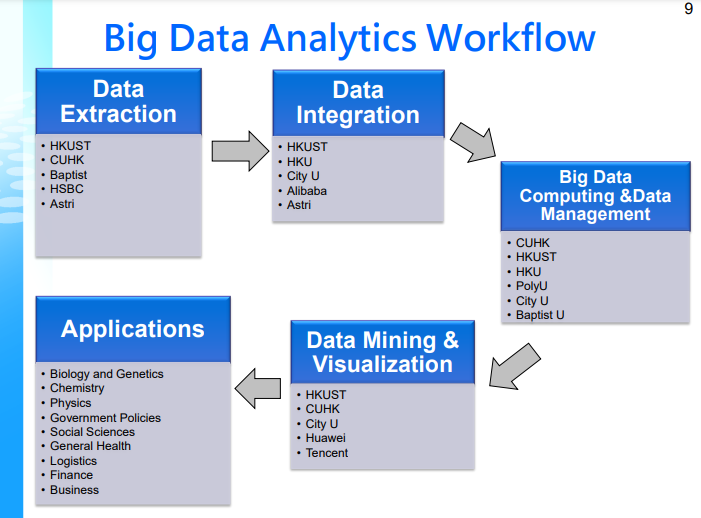 9
Big Data Analytics Workflow
Data
Extraction
• HKUST
• CUHK
• Baptist
• HSBC
• Astri
Data
Integration
• HKUST
• HKU
• City U
• Alibaba
• Astri
Big Data
Computing &Data
Management
• CUHK
• HKUST
• HKU
• PolyU
• City U
• Baptist U
Data Mining &
Visualization
• HKUST
• CUHK
• City U
• Huawei
• Tencent
Applications
• Biology and Genetics
• Chemistry
• Physics
• Government Policies
• Social Sciences
• General Health
• Logistics
• Finance
• Business